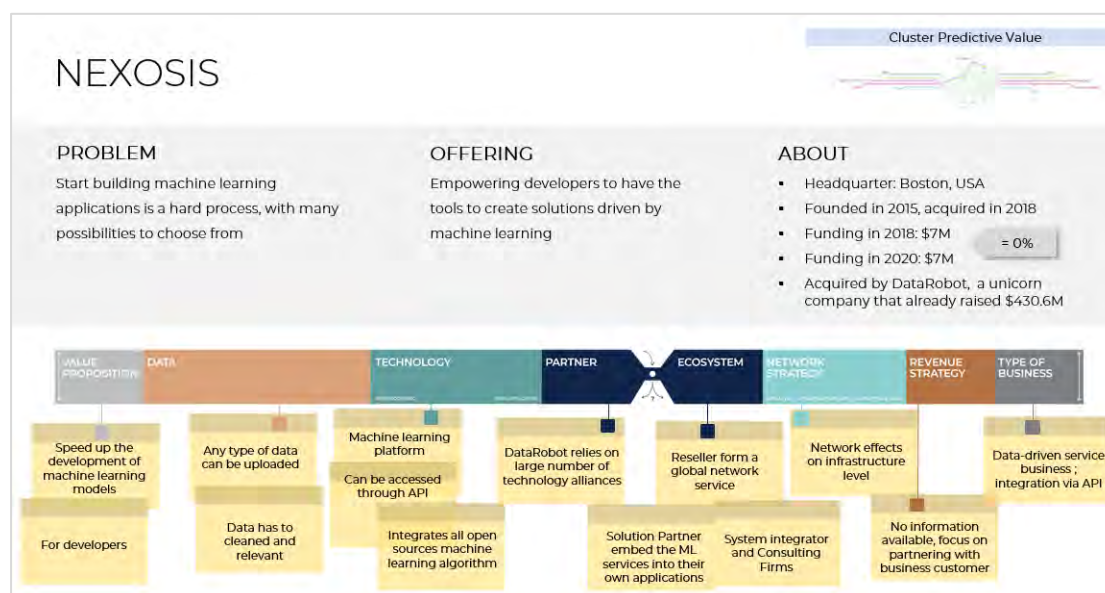 Cluster Predictive Value
NEXOSIS
PROBLEM
Start building machine learning
applications is a hard process, with many
possibilities to choose from
OFFERING
Empowering developers to have the
tools to create solutions driven by
machine learning
ABOUT
▪ Headquarter: Boston, USA
▪ Founded in 2015, acquired in 2018
▪ Funding in 2018: $7M
▪ Funding in 2020: $7M
= 0%
▪ Acquired by DataRobot, a unicorn
company that already raised $430.6M
VALUE
PROPOSITION
DATA
TECHNOLOGY
PARTNER
ECOSYSTEM
NETWORK
STRATEGY
REVENUE
STRATEGY
TYPE OF
BUSINESS
Speed up the
development of
machine learning
models
For developers
Any type of data
can be uploaded
Data has to
cleaned and
relevant
Machine learning
platform
Can be accessed
through API
Integrates all open
sources machine
learning algorithm
DataRobot relies on
large number of
technology alliances
Solution Partner
embed the ML
services into their
own applications
Reseller form a
global network
service
System integrator
and Consulting
Firms
Network effects
on infrastructure
level
No information
available, focus on
partnering with
business customer
Data-driven service
business ;
integration via API